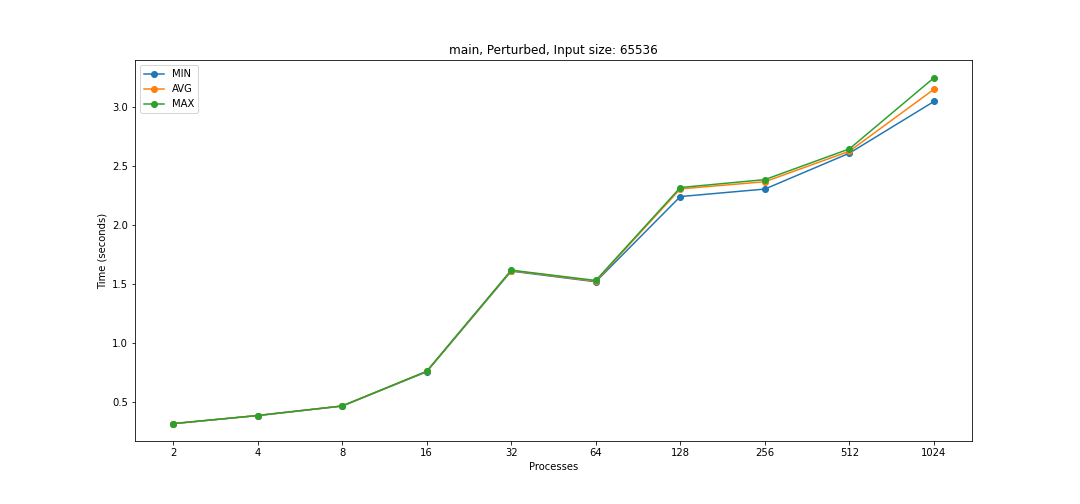 main, Perturbed, Input size: 65536
MIN
AVG
MAX
Time (seconds)
3.0
2.5
2.0
1.5
1.0
0.5
2 4 8 16 32 64 128 256 512 1024
Processes